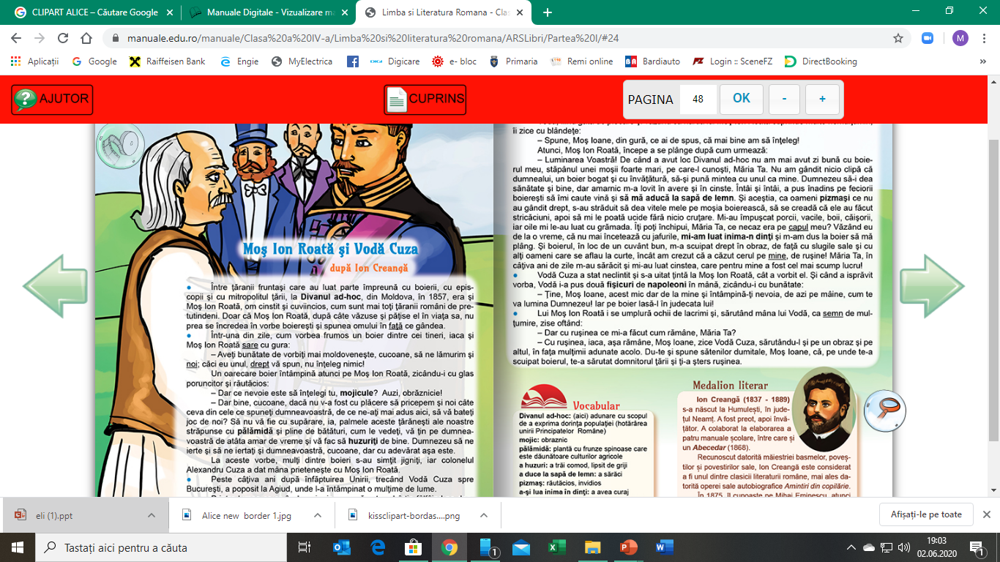 CLIPART ALICE – Căutare Google
Manuale Digitale - Vizualizare ma
Limba si Literatura Romana - Clas
manuale.edu.ro/manuale/Clasa%20a%20IV-a/Limba%20si%20literatura%20romana/ARSLibri/Partea%20I/#24
M
Aplicații Google Raiffeisen Bank Engie MyElectrica Digicare e- bloc Primaria Remi online Bardiauto Login :: SceneFZ DirectBooking »
AJUTOR
CUPRINS
PAGINA 48 OK - +
Moş Ion Roată şi Vodă Cuza
după Ion Creangă
● Între ţăranii fruntaşi care au luat parte împreună cu boierii, cu epis-
copii şi cu mitropolitul ţării, la Divanul ad-hoc, din Moldova, în 1857, era şi
Moş Ion Roată, om cinstit şi cuviincios, cum sunt mai toţi ţăranii români de pre-
tutindeni. Doar că Moş Ion Roată, după câte văzuse şi păţise el în viaţa sa, nu
prea se încredea în vorbe boiereşti şi spunea omului în faţă ce gândea.
● Într-una din zile, cum vorbea frumos un boier dintre cei tineri, iaca şi
Moş Ion Roată sare cu gura:
– Aveţi bunătate de vorbiţi mai moldoveneşte, cucoane, să ne lămurim şi
noi; căci eu unul, drept vă spun, nu înţeleg nimic!
Un oarecare boier întâmpină atunci pe Moş Ion Roată, zicându-i cu glas
poruncitor şi răutăcios:
– Dar ce nevoie este să înţelegi tu, mojicule? Auzi, obrăznicie!
– Dar bine, cucoane, dacă nu v-a fost cu plăcere să pricepem şi noi câte
ceva din cele ce spuneţi dumneavoastră, de ce ne-aţi mai adus aici, să vă bateţi
joc de noi? Să nu vă fie cu supărare, ia, palmele aceste ţărăneşti ale noastre
străpunse cu pălămidă şi pline de bătături, cum le vedeţi, vă ţin pe dumnea-
voastră de atâta amar de vreme şi vă fac să huzuriţi de bine. Dumnezeu să ne
ierte şi să ne iertaţi şi dumneavoastră, cucoane, dar cu adevărat aşa este.
La aceste vorbe, mulţi dintre boieri s-au simţit jigniţi, iar colonelul
Alexandru Cuza a dat mâna prieteneşte cu Moş Ion Roată.
● Peste câţiva ani după înfăptuirea Unirii, trecând Vodă Cuza spre
Bucureşti, a poposit la Agiud, unde l-a întâmpinat o mulţime de lume.
îi zice cu blândeţe:
– Spune, Moş Ioane, din gură, ce ai de spus, că mai bine am să înţeleg!
Atunci, Moş Ion Roată, începe a se plânge după cum urmează:
– Luminarea Voastră! De când a avut loc Divanul ad-hoc nu am mai avut zi bună cu boie-
rul meu, stăpânul unei moşii foarte mari, pe care-l cunoşti, Măria Ta. Nu am gândit nicio clipă că
dumnealui, un boier bogat şi cu învăţătură, să-şi pună mintea cu unul ca mine. Dumnezeu să-i dea
sănătate şi bine, dar amarnic m-a lovit în avere şi în cinste. Întâi şi întâi, a pus înadins pe feciorii
boiereşti să îmi caute vină şi să mă aducă la sapă de lemn. Şi aceştia, ca oameni pizmaşi ce nu
au gândit drept, s-au străduit să dea vitele mele pe moşia boierească, să se creadă că ele au făcut
stricăciuni, apoi să mi le poată ucide fără nicio cruţare. Mi-au împuşcat porcii, vacile, boii, căişorii,
iar oile mi le-au luat cu grămada. Îţi poţi închipui, Măria Ta, ce necaz era pe capul meu? Văzând eu
de la o vreme, că nu mai încetează cu jafurile, mi-am luat inima-n dinţi şi m-am dus la boier să mă
plâng. Şi boierul, în loc de un cuvânt bun, m-a scuipat drept în obraz, de faţă cu slugile sale şi cu
alţi oameni care se aflau la curte, încât am crezut că a căzut cerul pe mine, de ruşine! Măria Ta, în
câţiva ani de zile m-au sărăcit şi mi-au luat cinstea, care pentru mine a fost cel mai scump lucru!
● Vodă Cuza a stat neclintit şi s-a uitat ţintă la Moş Ion Roată, cât a vorbit el. Şi când a isprăvit
vorba, Vodă i-a pus două fişicuri de napoleoni în mână, zicându-i cu bunătate:
– Ţine, Moş Ioane, acest mic dar de la mine şi întâmpină-ţi nevoia, de azi pe mâine, cum te
va lumina Dumnezeu! Iar pe boier lasă-l în judecata lui!
● Lui Moş Ion Roată i se umplură ochii de lacrimi şi, sărutând mâna lui Vodă, ca semn de mul-
ţumire, zise oftând:
– Dar cu ruşinea ce mi-a făcut cum rămâne, Măria Ta?
– Cu ruşinea, iaca, aşa rămâne, Moş Ioane, zice Vodă Cuza, sărutându-l şi pe un obraz şi pe
altul, în faţa mulţimii adunate acolo. Du-te şi spune sătenilor dumitale, Moş Ioane, că, pe unde te-a
scuipat boierul, te-a sărutat domnitorul ţării şi ţi-a şters ruşinea.
Vocabular
Divanul ad-hoc: (aici) adunare cu scopul
de a exprima dorinţa populaţiei (hotărârea
unirii Principatelor Române)
mojic: obraznic
pălămidă: plantă cu frunze spinoase care
este dăunătoare culturilor agricole
a huzuri: a trăi comod, lipsit de griji
a duce la sapă de lemn: a sărăci
pizmaş: răutăcios, invidios
a-şi lua inima în dinţi: a avea curaj
Medalion literar
Ion Creangă (1837 - 1889)
s-a născut la Humuleşti, în jude-
ţul Neamţ. A fost preot, apoi învă-
ţător. A colaborat la elaborarea a
patru manuale şcolare, între care şi
un Abecedar (1868).
Recunoscut datorită măiestriei basmelor, poveş-
tilor şi povestirilor sale, Ion Creangă este considerat
a fi unul dintre clasicii literaturii române, mai ales da-
torită operei sale autobiografice Amintiri din copilărie.
În 1875, îl cunoaşte pe Mihai Eminescu, atunci
eli (1).ppt
Alice new border 1.jpg
kissclipart-bordas....png
Afișați-le pe toate
Tastați aici pentru a căuta
19:03
02.06.2020